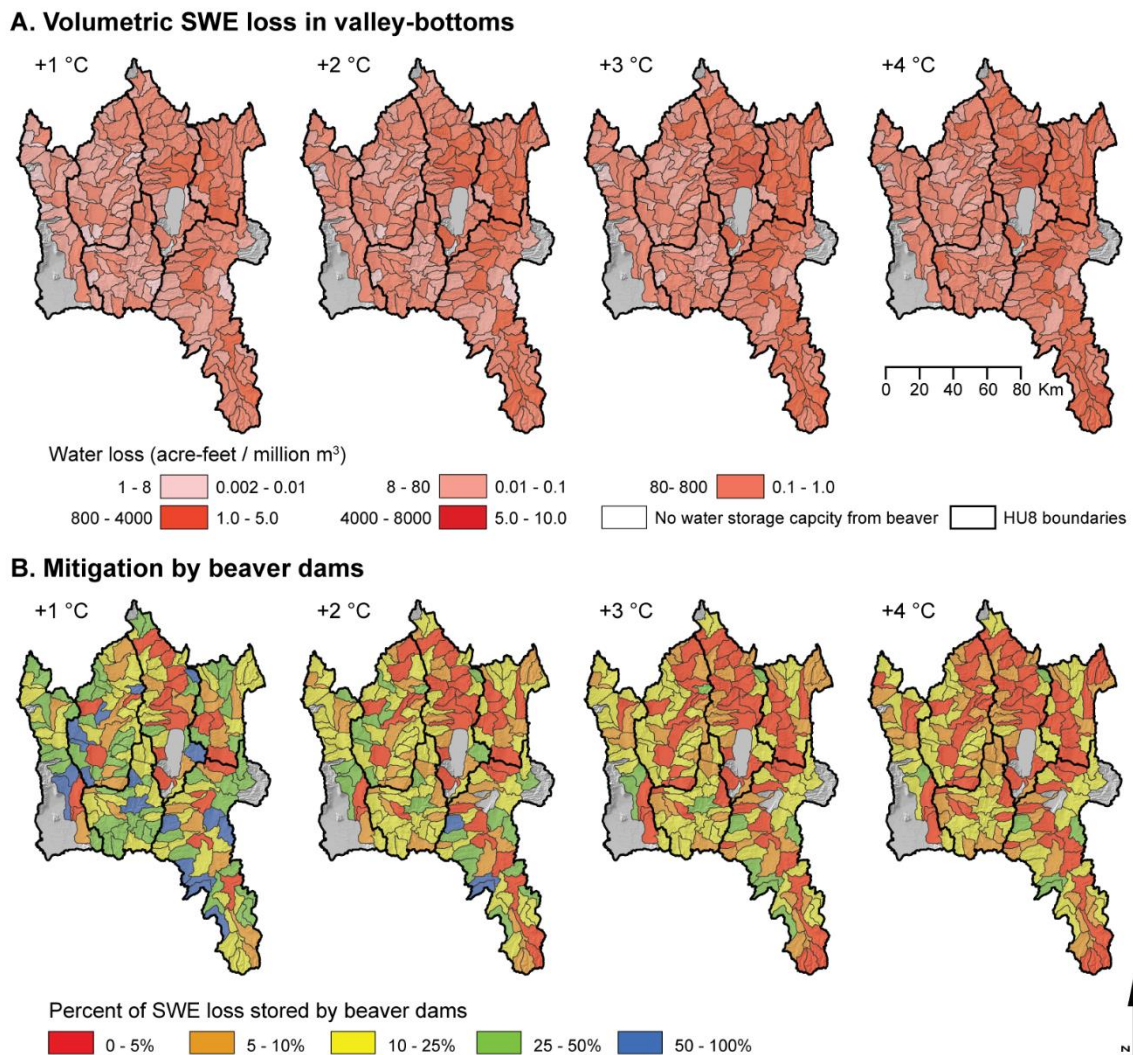 A. Volumetric SWE loss in valley-bottoms
+1 °C +2 °C +3 °C +4 °C
0 20 40 60 80 Km
Water loss (acre-feet / million m³)
1 - 8 0.002 - 0.01 8 - 80 0.01 - 0.1 80- 800 0.1 - 1.0
800 - 4000 1.0 - 5.0 4000 - 8000 5.0 - 10.0 No water storage capcity from beaver HU8 boundaries
B. Mitigation by beaver dams
+1 °C +2 °C +3 °C +4 °C
Percent of SWE loss stored by beaver dams
0 - 5% 5 - 10% 10 - 25% 25 - 50% 50 - 100%
z